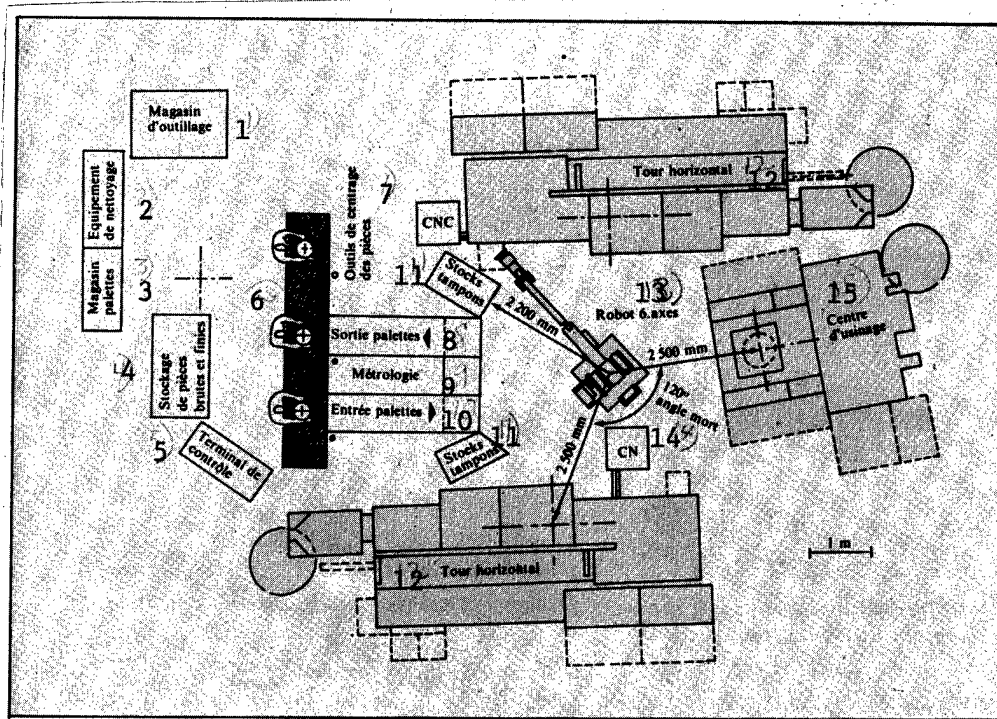 Magasin
d'outillage
1
Equipement
de nettoyage
2
Magasin
palettes
3
Stockage
de pièces
brutes et finies
4
Terminal de
contrôle
5
6
Outils de centrage
des pièces
7
Sortie palettes
8
Métrologie
9
Entrée palettes
10
CNC
Stocks
tampons
11
Stocks
tampons
11
Tour horizontal
12
Tour horizontal
12
2 200 mm
13
Robot 6.axes
2 500 mm
120°
angle mort
2 500 mm
CN
14
15
Centre
d'usinage
1 m